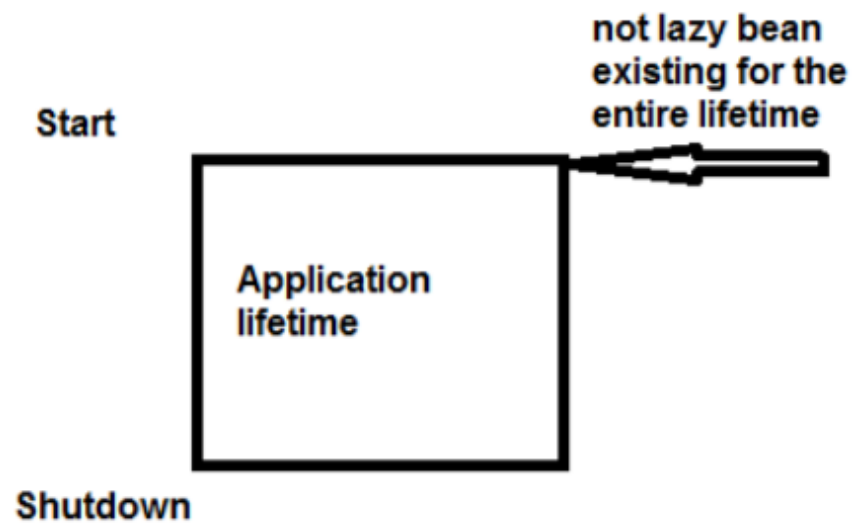 not lazy bean
existing for the
entire lifetime
Start
Application
lifetime
Shutdown